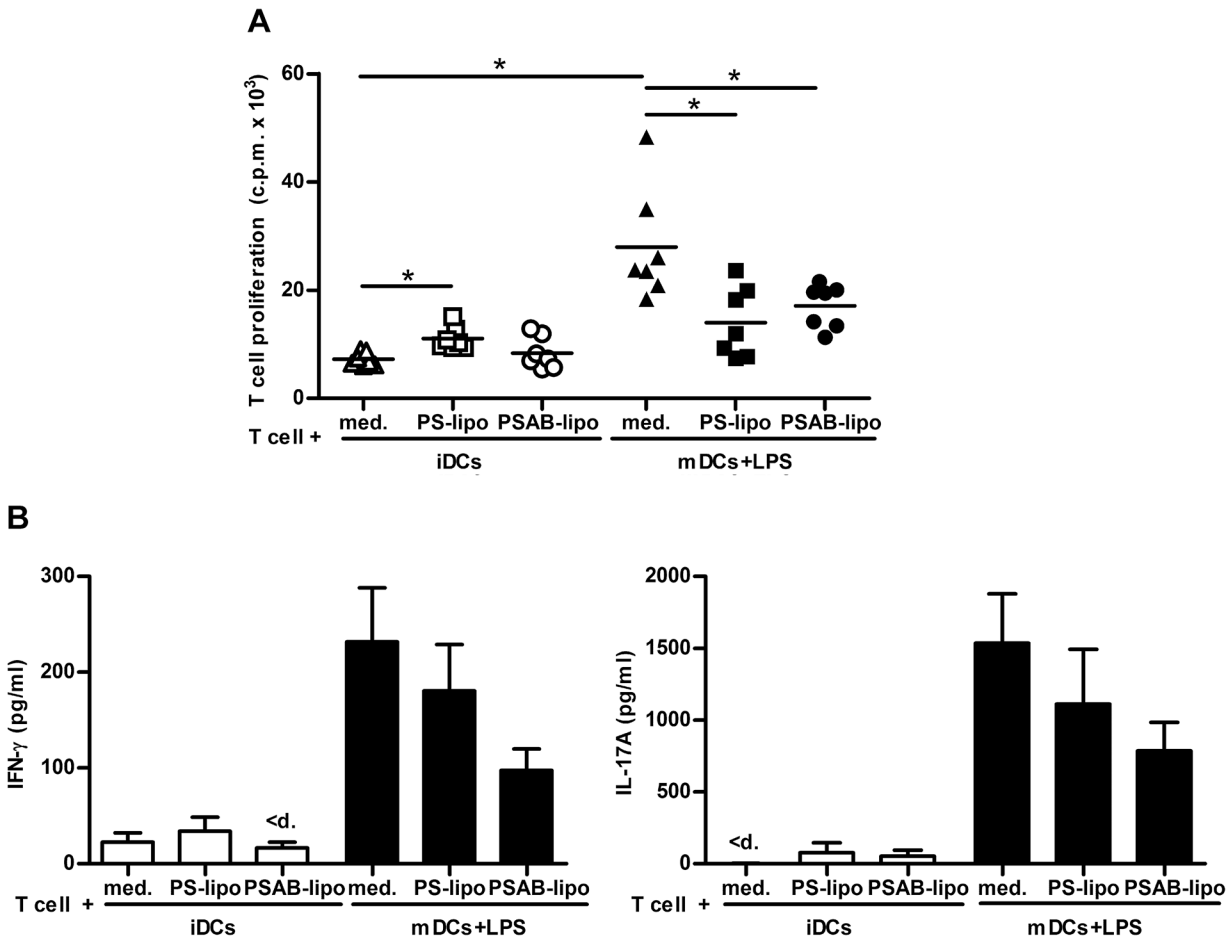 A
T cell proliferation (c.p.m. x 10³)
60
40
20
0
*
*
*
*
med. PS-lipo PSAB-lipo med. PS-lipo PSAB-lipo
T cell +
iDCs mDCs+LPS
B
IFN-γ (pg/ml)
300
200
100
0
<d.
med. PS-lipo PSAB-lipo med. PS-lipo PSAB-lipo
T cell +
iDCs mDCs+LPS
IL-17A (pg/ml)
2000
1500
1000
500
0
<d.
med. PS-lipo PSAB-lipo med. PS-lipo PSAB-lipo
T cell +
iDCs mDCs+LPS